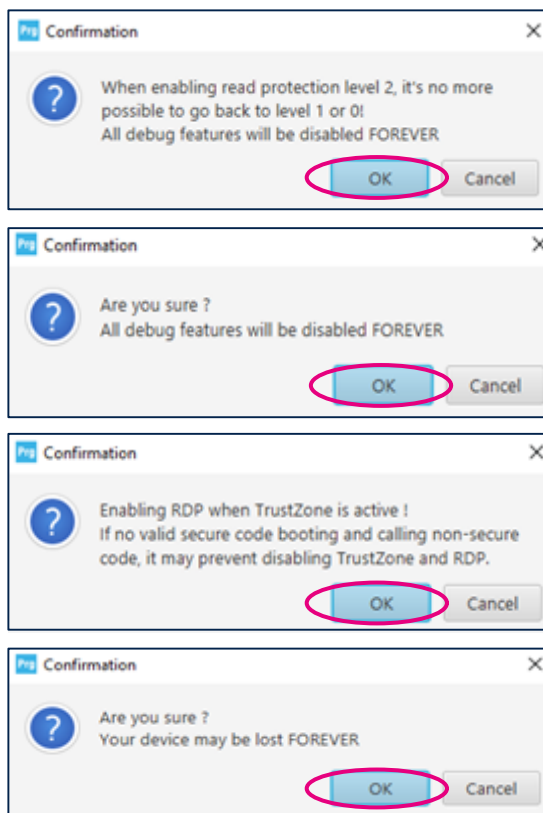 Prg Confirmation
When enabling read protection level 2, it's no more
possible to go back to level 1 or 0!
All debug features will be disabled FOREVER
OK Cancel
Prg Confirmation
Are you sure ?
All debug features will be disabled FOREVER
OK Cancel
Prg Confirmation
Enabling RDP when TrustZone is active !
If no valid secure code booting and calling non-secure
code, it may prevent disabling TrustZone and RDP.
OK Cancel
Prg Confirmation
Are you sure ?
Your device may be lost FOREVER
OK Cancel